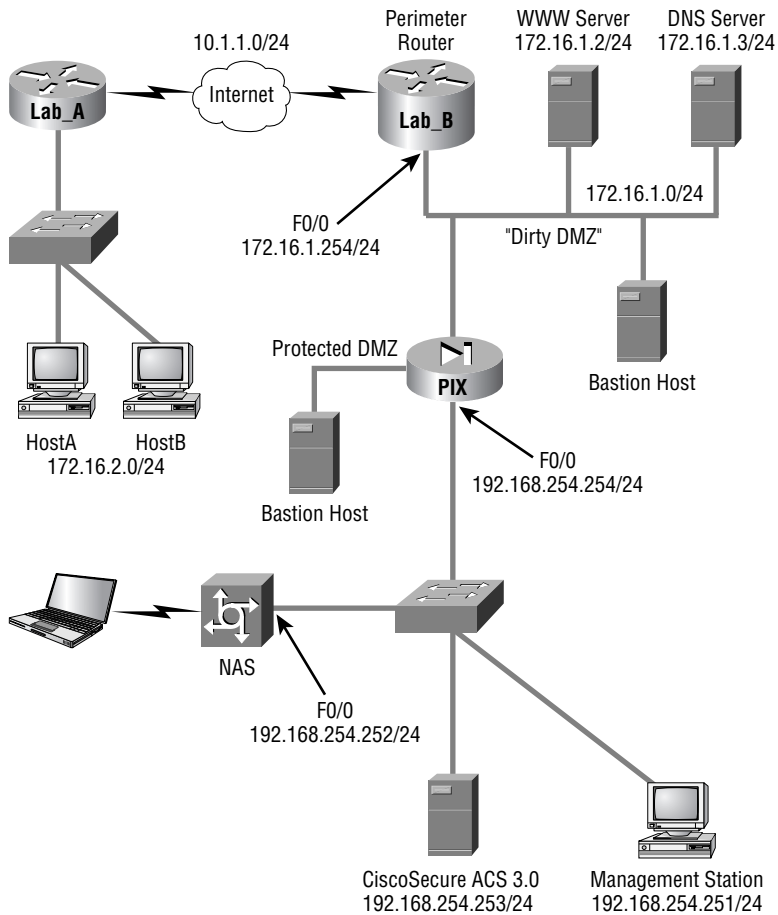 10.1.1.0/24
Perimeter
Router
WWW Server
172.16.1.2/24
DNS Server
172.16.1.3/24
Lab_A
Internet
Lab_B
172.16.1.0/24
F0/0
172.16.1.254/24
"Dirty DMZ"
Protected DMZ
PIX
Bastion Host
HostA
HostB
172.16.2.0/24
F0/0
192.168.254.254/24
Bastion Host
NAS
F0/0
192.168.254.252/24
CiscoSecure ACS 3.0
192.168.254.253/24
Management Station
192.168.254.251/24